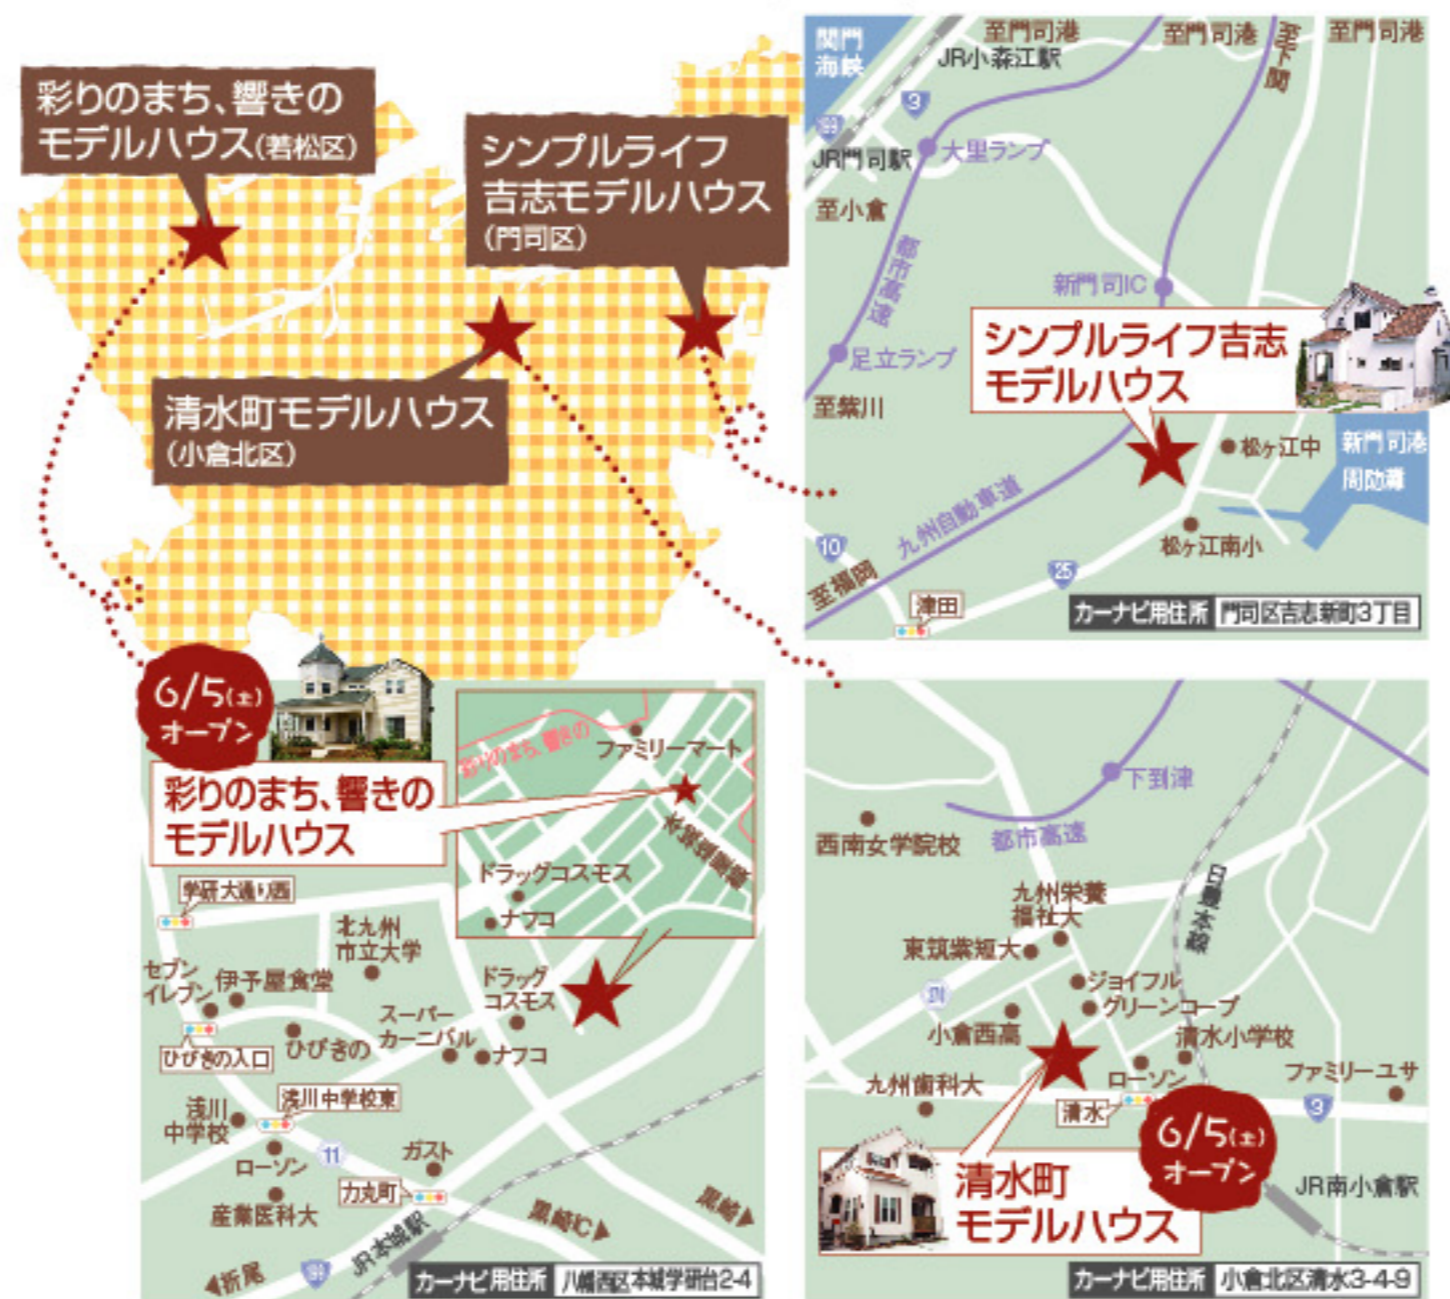 彩りのまち、響きの
モデルハウス(若松区)
シンプルライフ
吉志モデルハウス
(門司区)
清水町モデルハウス
(小倉北区)
関門
海峡
至門司港
至門司港
至門司港
JR小森江駅
3
199
JR門司駅
大里ランプ
至小倉
都市高速
新門司IC
足立ランプ
至紫川
シンプルライフ吉志
モデルハウス
松ヶ江中
新門司港
周防灘
九州自動車道
松ヶ江南小
10
至福岡
25
津田
カーナビ用住所 門司区吉志新町3丁目
6/5(土)
オープン
彩りのまち、響きの
モデルハウス
彩りのまち、響きの
ファミリーマート
ドラッグコスモス
ナフコ
学研大通り西
北九州
市立大学
セブン
イレブン
伊予屋食堂
ドラッグ
コスモス
スーパー
カーニバル
ひびきの
ナフコ
ひびきの入口
浅川
中学校
浅川中学校東
ローソン
11
ガスト
産業医科大
力丸町
黒崎IC
黒崎
JR本城駅
折尾
199
カーナビ用住所 八幡西区本城学研台2-4
下到津
都市高速
西南女学院校
九州栄養
福祉大
日豊本線
東筑紫短大
ジョイフル
グリーンコープ
小倉西高
清水小学校
ローソン
ファミリーユサ
九州歯科大
清水
3
6/5(土)
オープン
清水町
モデルハウス
JR南小倉駅
カーナビ用住所 小倉北区清水3-4-9